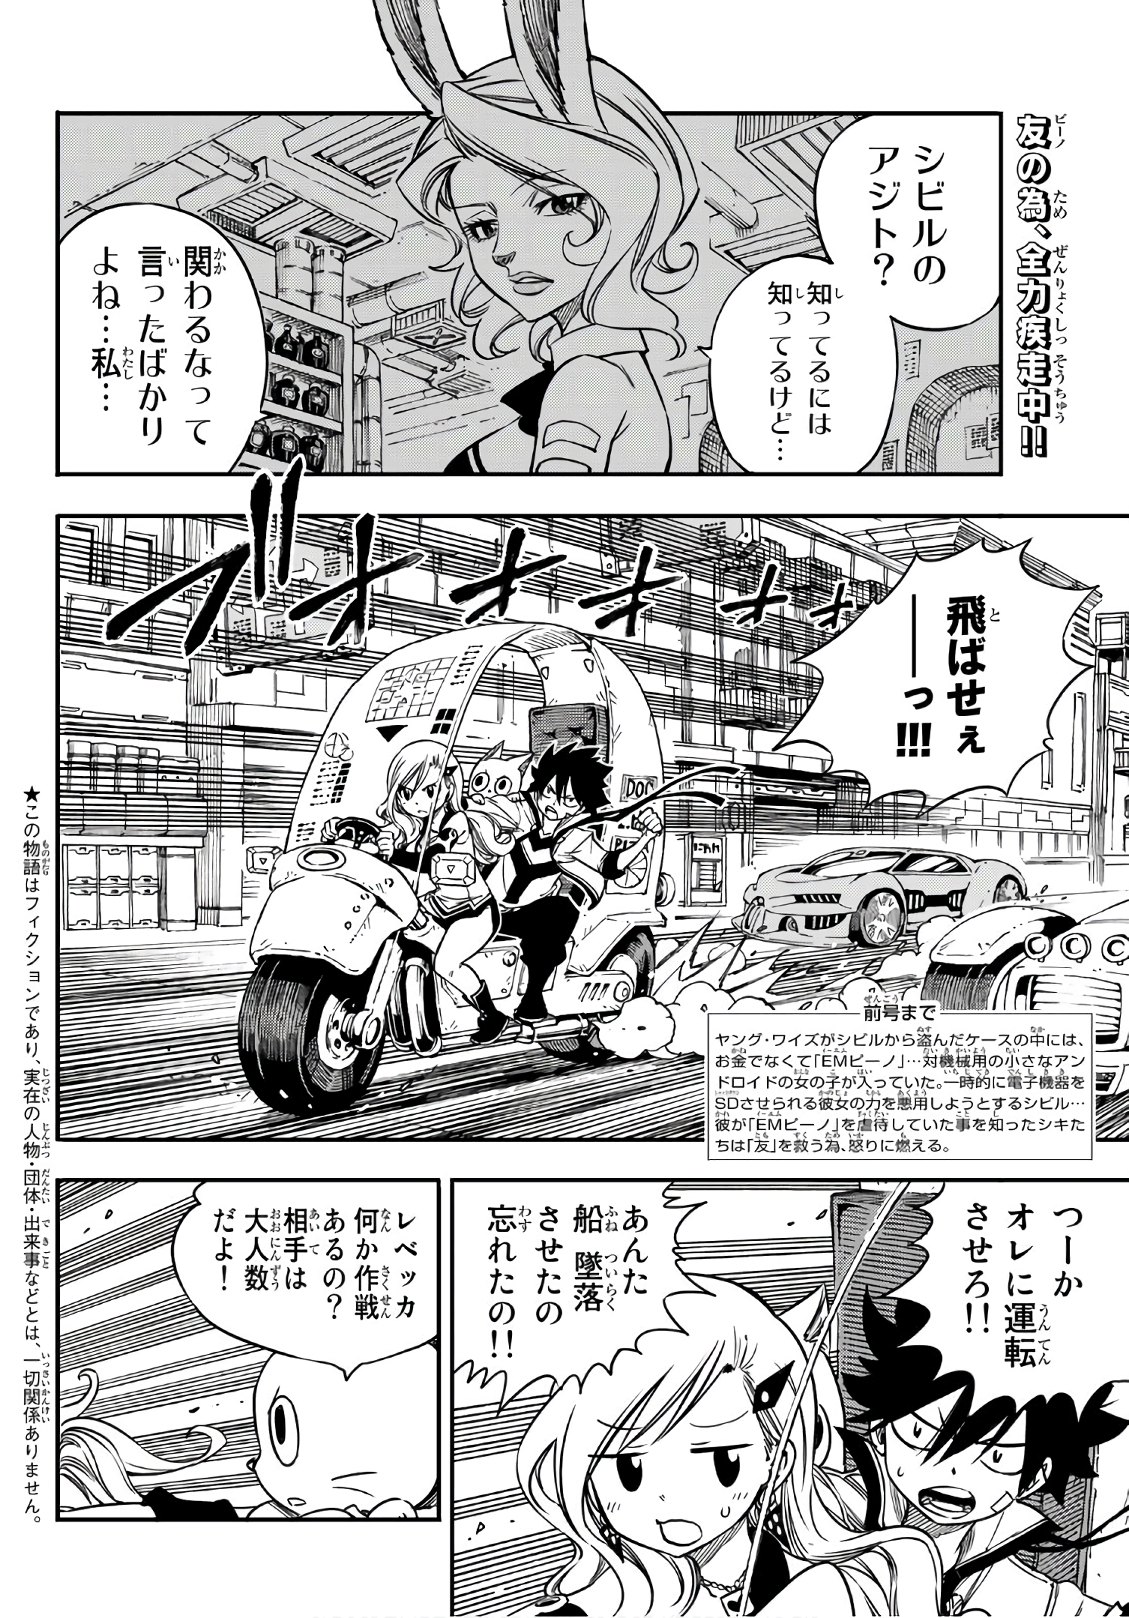 友の為、全力疾走中!!
シビルの
アジト?
知ってるには
知ってるけど…
関わるなって
言ったばかり
よね…私…
ブオオオオオ
飛ばせぇ
――っ!!!
DOC
にれん
前号まで
ヤング・ワイズがシビルから盗んだケースの中には、
お金でなくて「EMピーノ」…対機械用の小さなアン
ドロイドの女の子が入っていた。一時的に電子機器を
SDさせられる彼女の力を悪用しようとするシビル…
彼が「EMピーノ」を虐待していた事を知ったシキた
ちは「友」を救う為、怒りに燃える。
つーか
オレに運転
させろ!!
あんた
船 墜落
させたの
忘れたの!!
レベッカ
何か作戦
あるの?
相手は
大人数
だよ!
★この物語はフィクションであり、実在の人物・団体・出来事などとは、一切関係ありません。